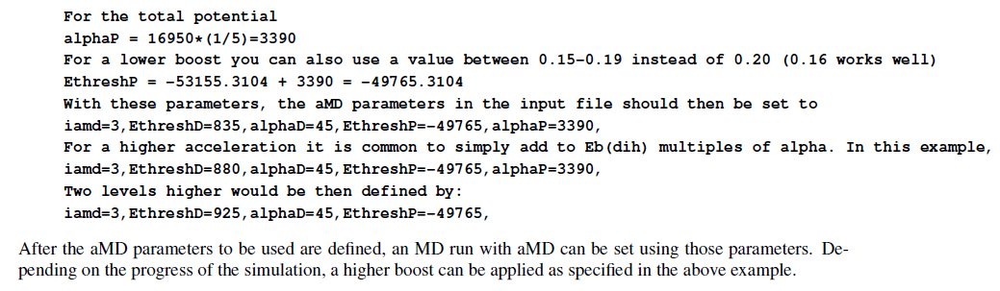 For the total potential
alphaP = 16950*(1/5)=3390
For a lower boost you can also use a value between 0.15-0.19 instead of 0.20 (0.16 works well)
EthreshP = -53155.3104 + 3390 = -49765.3104
With these parameters, the aMD parameters in the input file should then be set to
iamd=3,EthreshD=835,alphaD=45,EthreshP=-49765,alphaP=3390,
For a higher acceleration it is common to simply add to Eb(dih) multiples of alpha. In this example,
iamd=3,EthreshD=880,alphaD=45,EthreshP=-49765,alphaP=3390,
Two levels higher would be then defined by:
iamd=3,EthreshD=925,alphaD=45,EthreshP=-49765,
After the aMD parameters to be used are defined, an MD run with aMD can be set using those parameters. De-
pending on the progress of the simulation, a higher boost can be applied as specified in the above example.